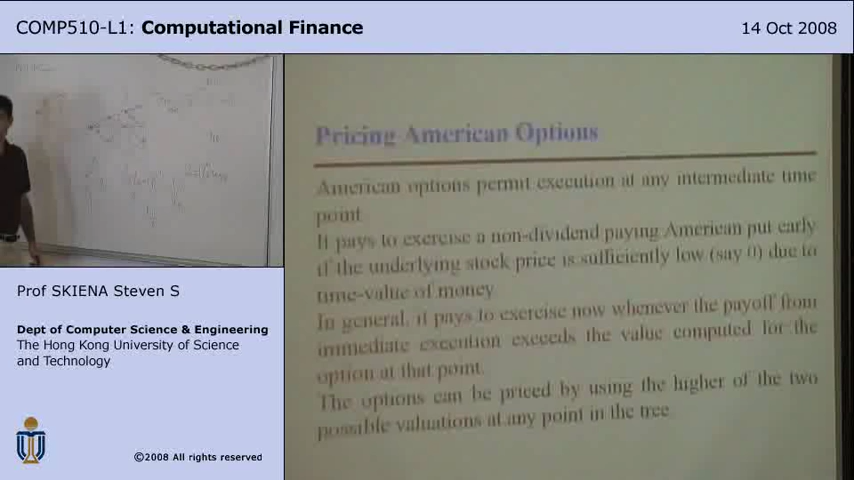 COMP510-L1: Computational Finance
14 Oct 2008
Pricing American Options
American options permit execution at any intermediate time
point.
It pays to exercise a non-dividend paying American put early
if the underlying stock price is sufficiently low (say 0) due to
time-value of money.
In general, it pays to exercise now whenever the payoff from
immediate execution exceeds the value computed for the
option at that point.
The options can be priced by using the higher of the two
possible valuations at any point in the tree.
Prof SKIENA Steven S
Dept of Computer Science & Engineering
The Hong Kong University of Science
and Technology
©2008 All rights reserved